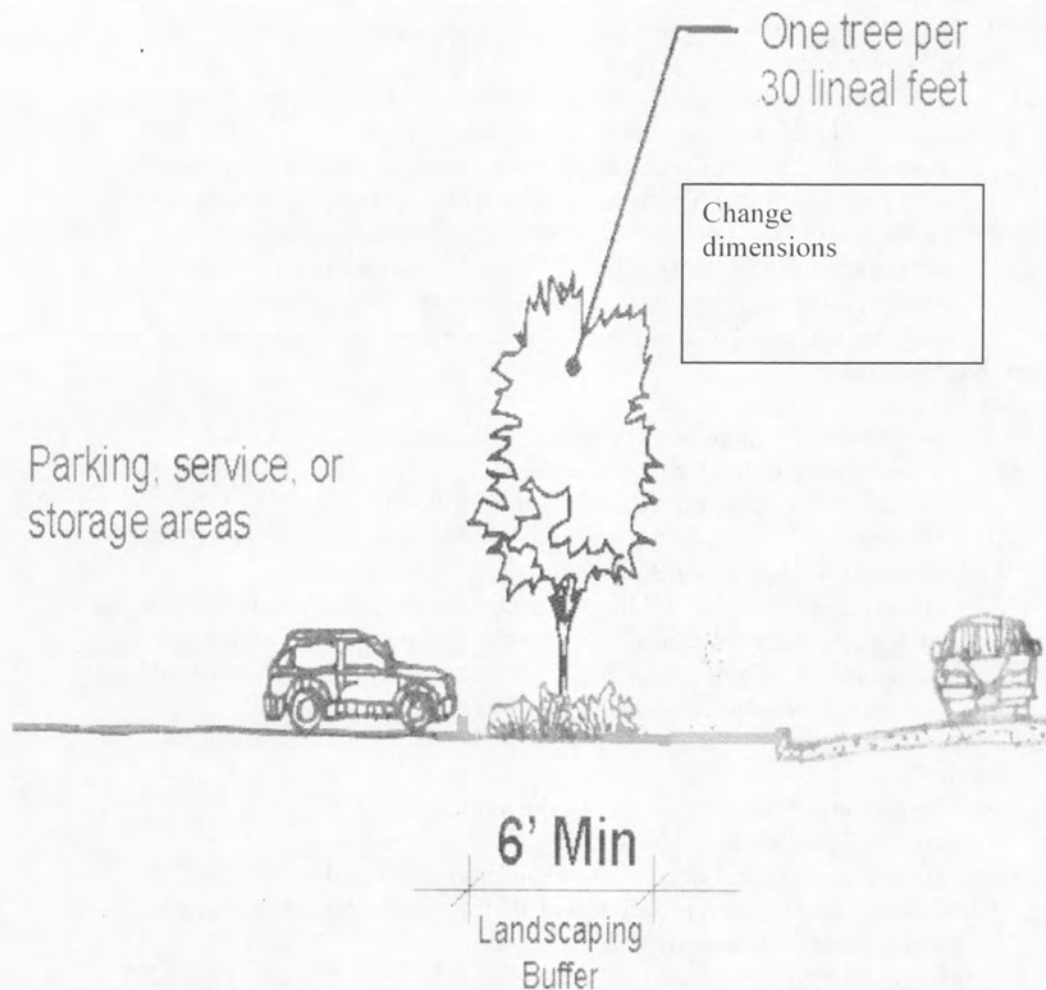 One tree per
30 lineal feet
Change
dimensions
Parking, service, or
storage areas
6' Min
Landscaping
Buffer